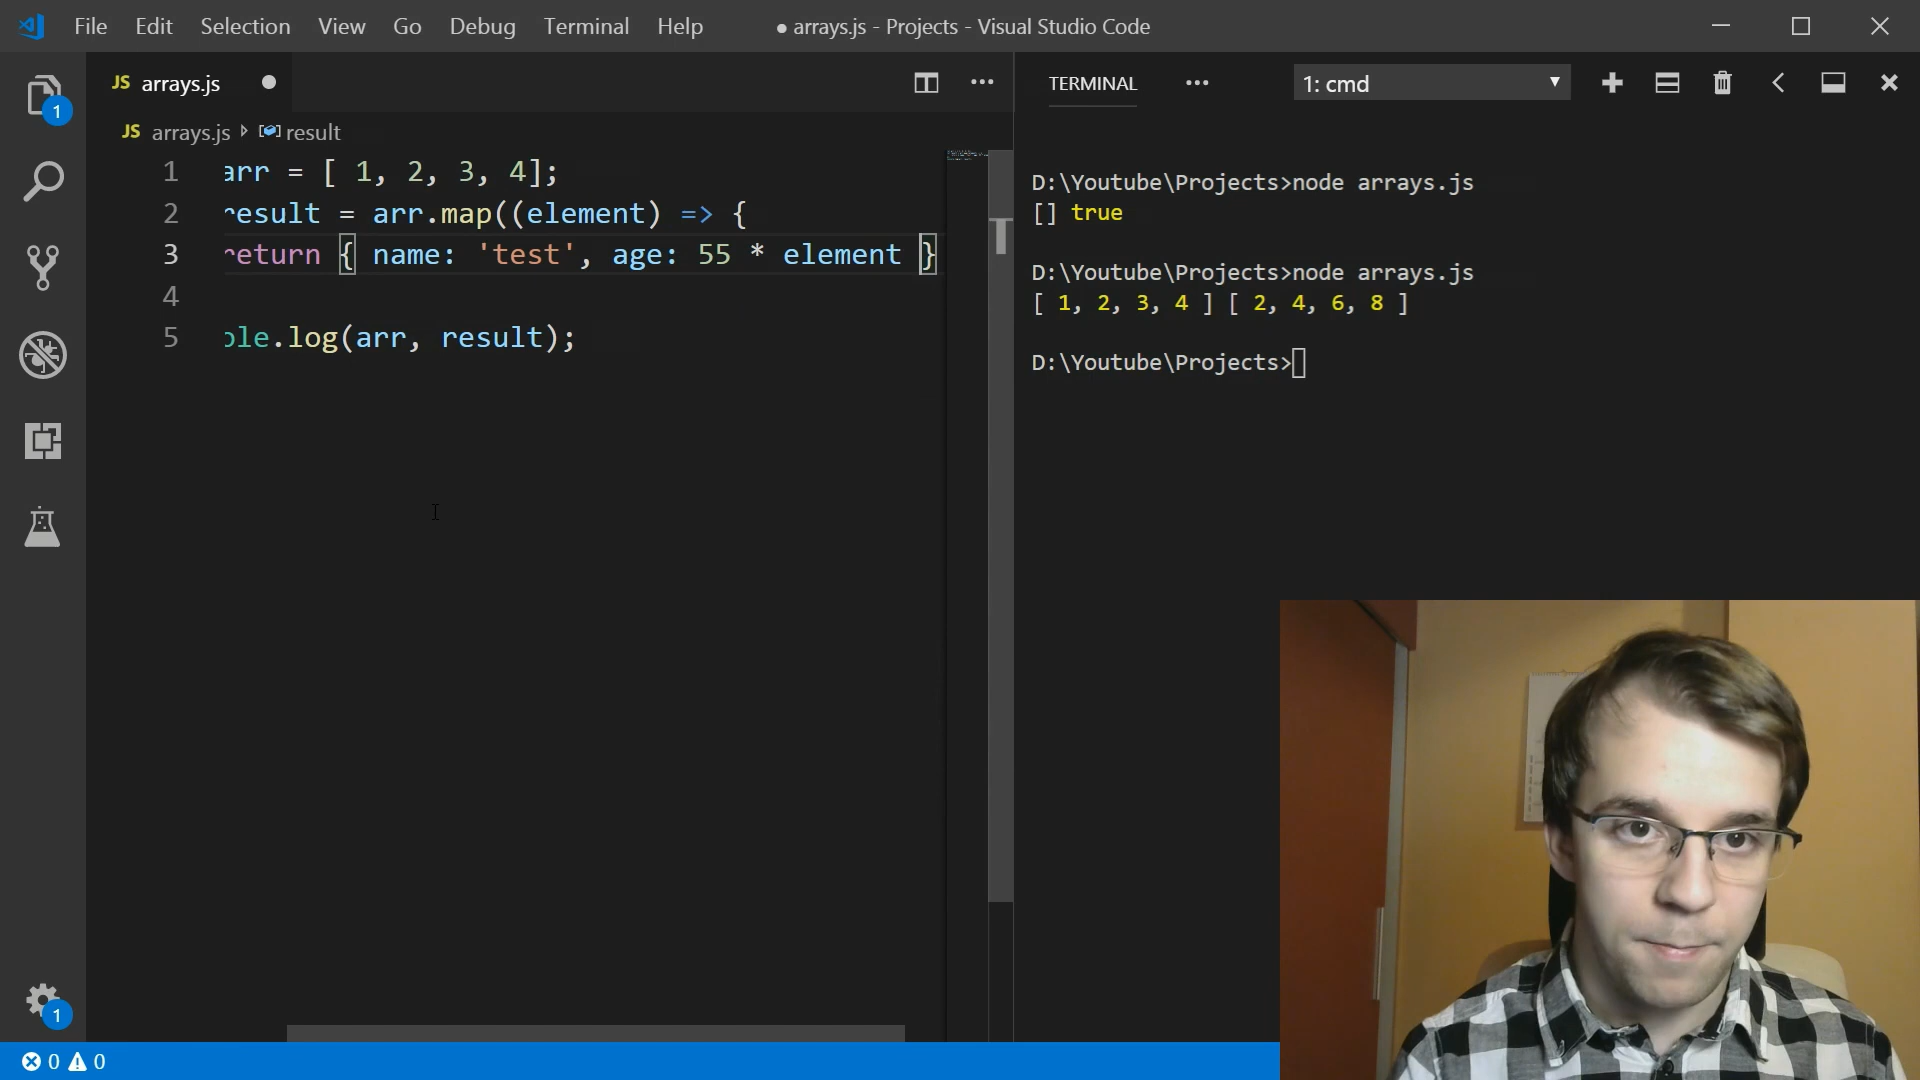 File Edit Selection View Go Debug Terminal Help ● arrays.js - Projects - Visual Studio Code
JS arrays.js
JS arrays.js result
1 arr = [ 1, 2, 3, 4];
2 result = arr.map((element) => {
3 return { name: 'test', age: 55 * element }
4
5 ole.log(arr, result);
TERMINAL 1: cmd
D:\Youtube\Projects>node arrays.js
[] true
D:\Youtube\Projects>node arrays.js
[ 1, 2, 3, 4 ] [ 2, 4, 6, 8 ]
D:\Youtube\Projects>
1
1
0 0